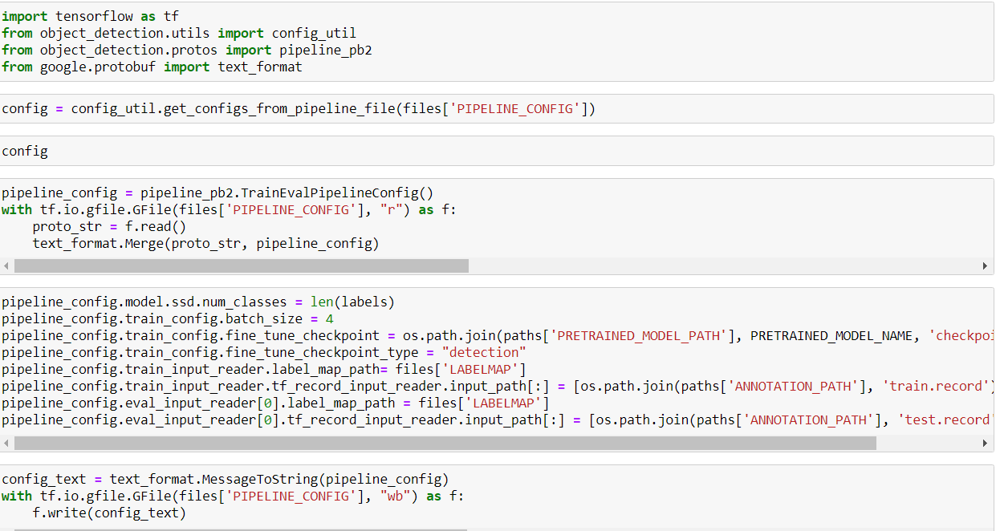 import tensorflow as tf
from object_detection.utils import config_util
from object_detection.protos import pipeline_pb2
from google.protobuf import text_format
config = config_util.get_configs_from_pipeline_file(files['PIPELINE_CONFIG'])
config
pipeline_config = pipeline_pb2.TrainEvalPipelineConfig()
with tf.io.gfile.GFile(files['PIPELINE_CONFIG'], "r") as f:
    proto_str = f.read()
    text_format.Merge(proto_str, pipeline_config)
pipeline_config.model.ssd.num_classes = len(labels)
pipeline_config.train_config.batch_size = 4
pipeline_config.train_config.fine_tune_checkpoint = os.path.join(paths['PRETRAINED_MODEL_PATH'], PRETRAINED_MODEL_NAME, 'checkpoi
pipeline_config.train_config.fine_tune_checkpoint_type = "detection"
pipeline_config.train_input_reader.label_map_path= files['LABELMAP']
pipeline_config.train_input_reader.tf_record_input_reader.input_path[:] = [os.path.join(paths['ANNOTATION_PATH'], 'train.record')
pipeline_config.eval_input_reader[0].label_map_path = files['LABELMAP']
pipeline_config.eval_input_reader[0].tf_record_input_reader.input_path[:] = [os.path.join(paths['ANNOTATION_PATH'], 'test.record'
config_text = text_format.MessageToString(pipeline_config)
with tf.io.gfile.GFile(files['PIPELINE_CONFIG'], "wb") as f:
    f.write(config_text)